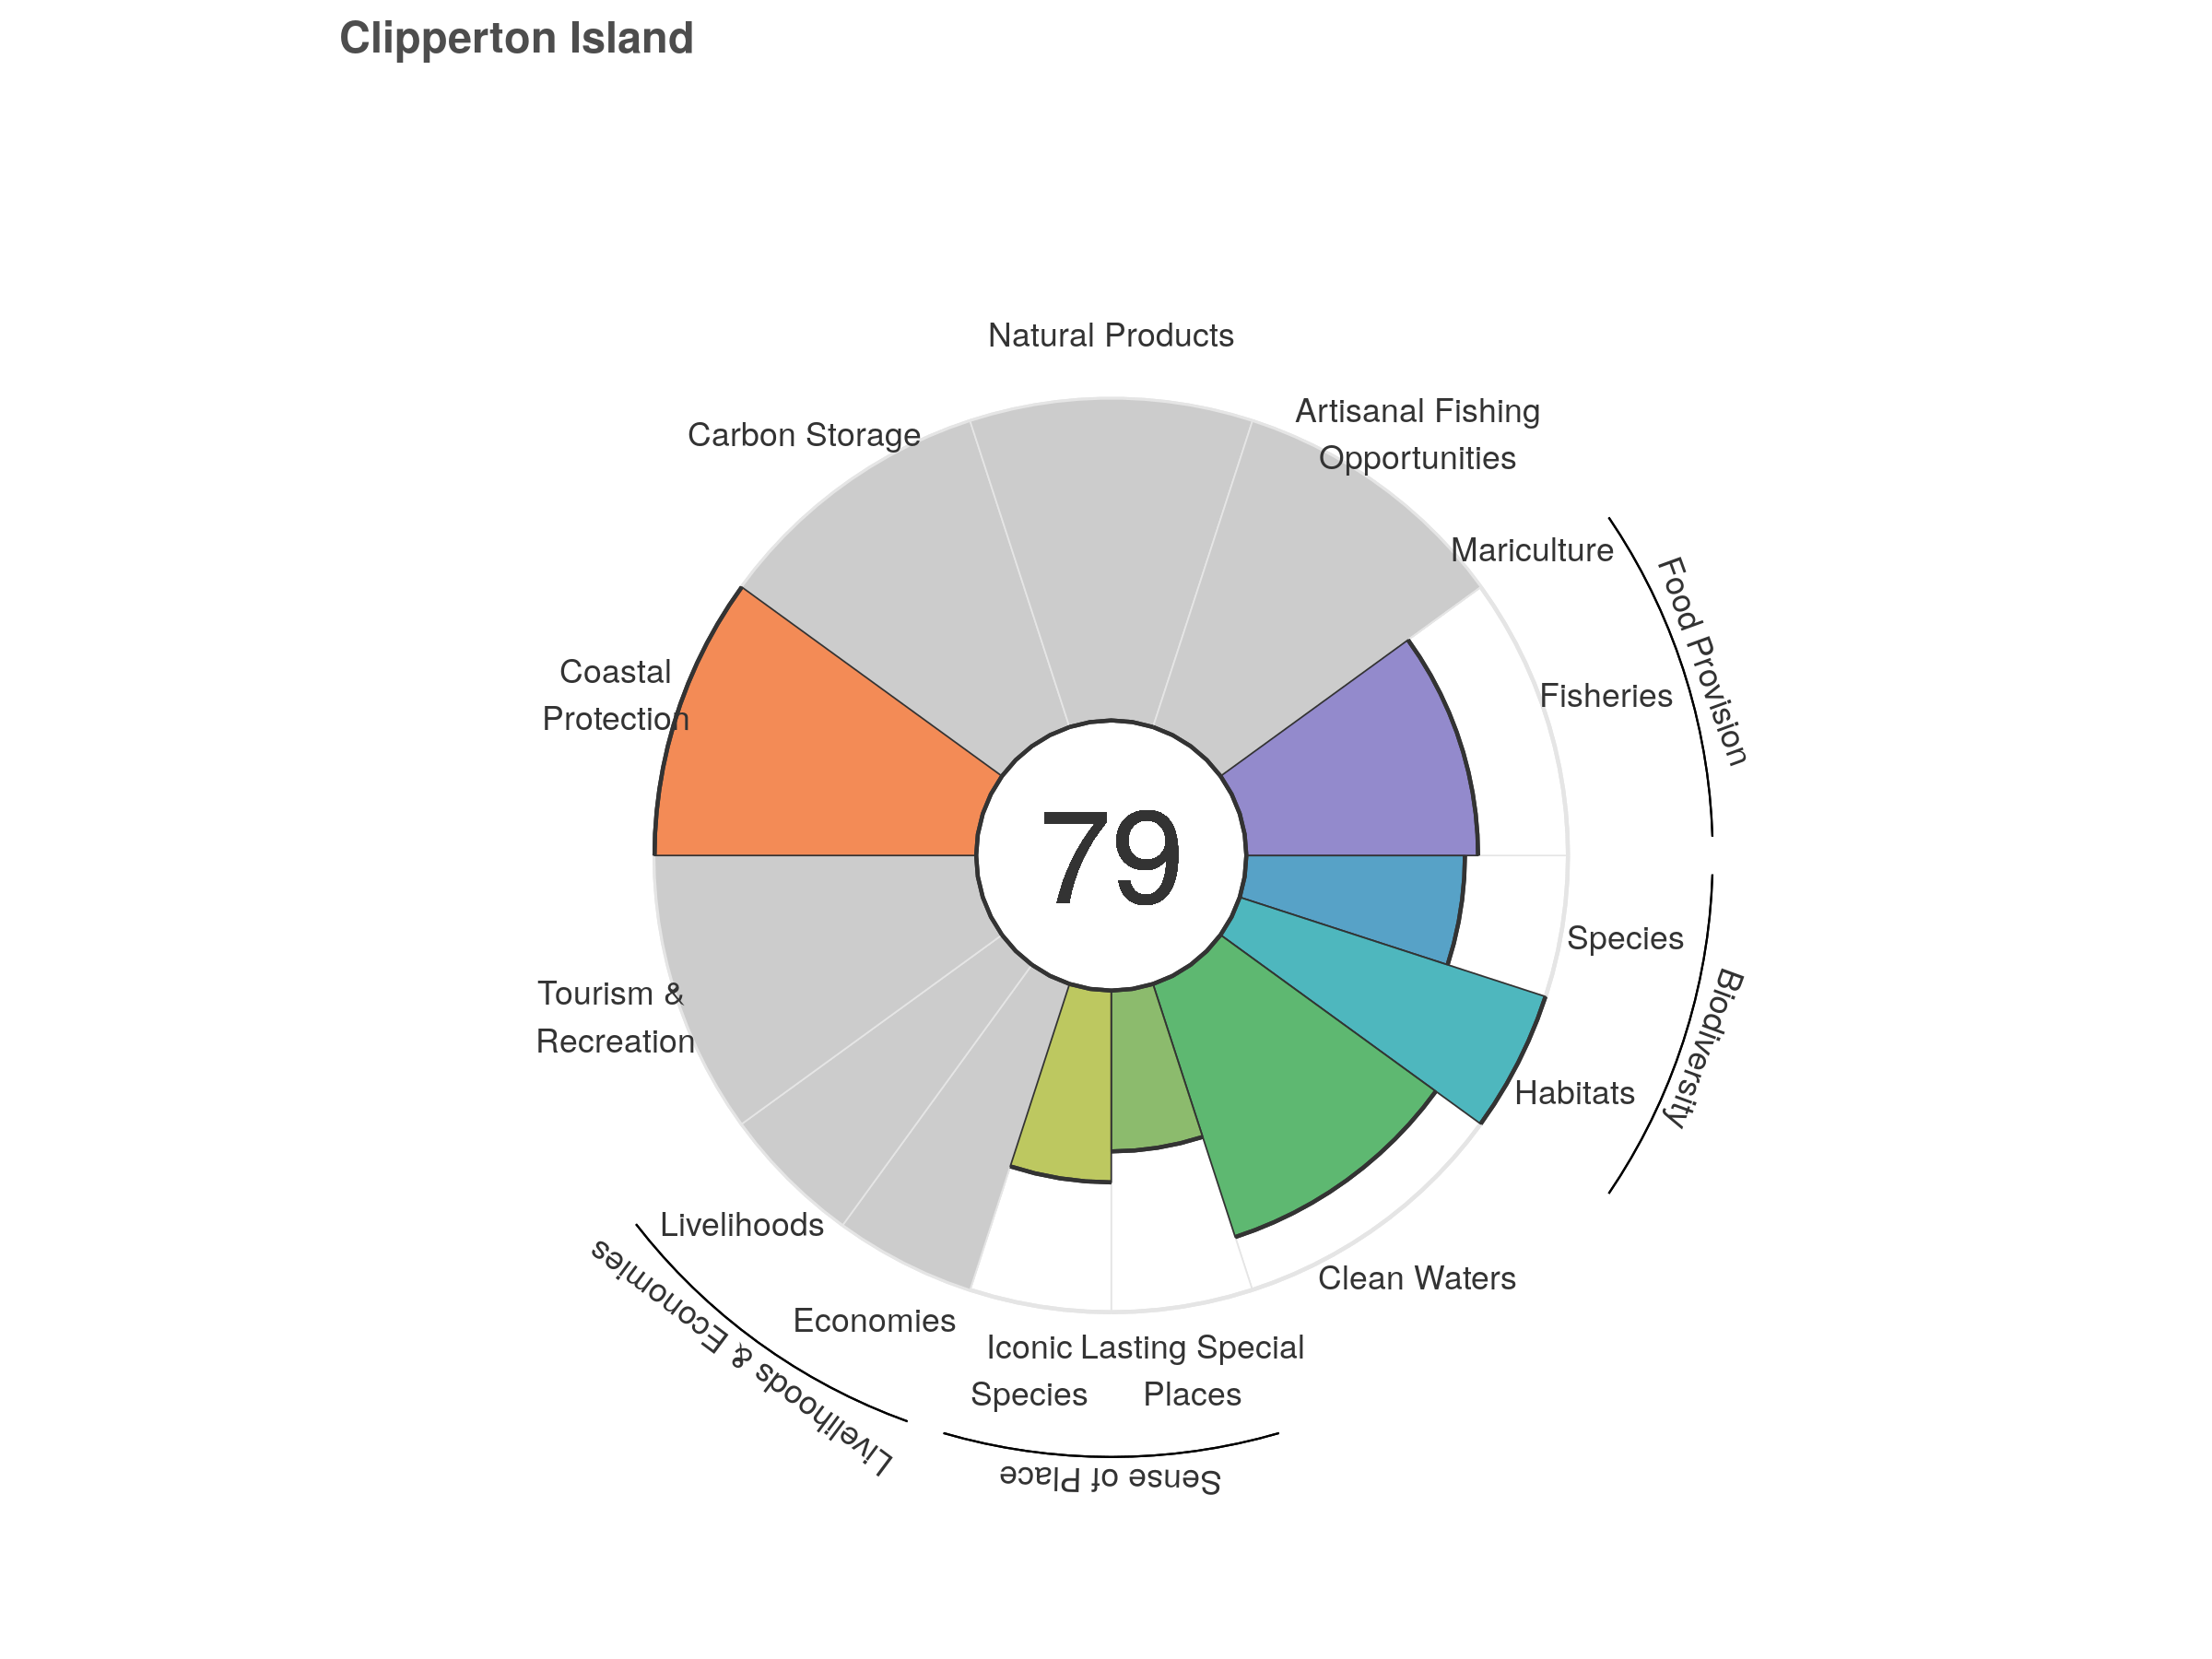 Clipperton Island
Natural Products
Artisanal Fishing
Opportunities
Carbon Storage
Mariculture
Food Provision
Fisheries
Coastal
Protection
79
Species
Biodiversity
Habitats
Tourism &
Recreation
Livelihoods
Clean Waters
Economies
Livelihoods & Economies
Iconic
Species
Lasting Special
Places
Sense of Place